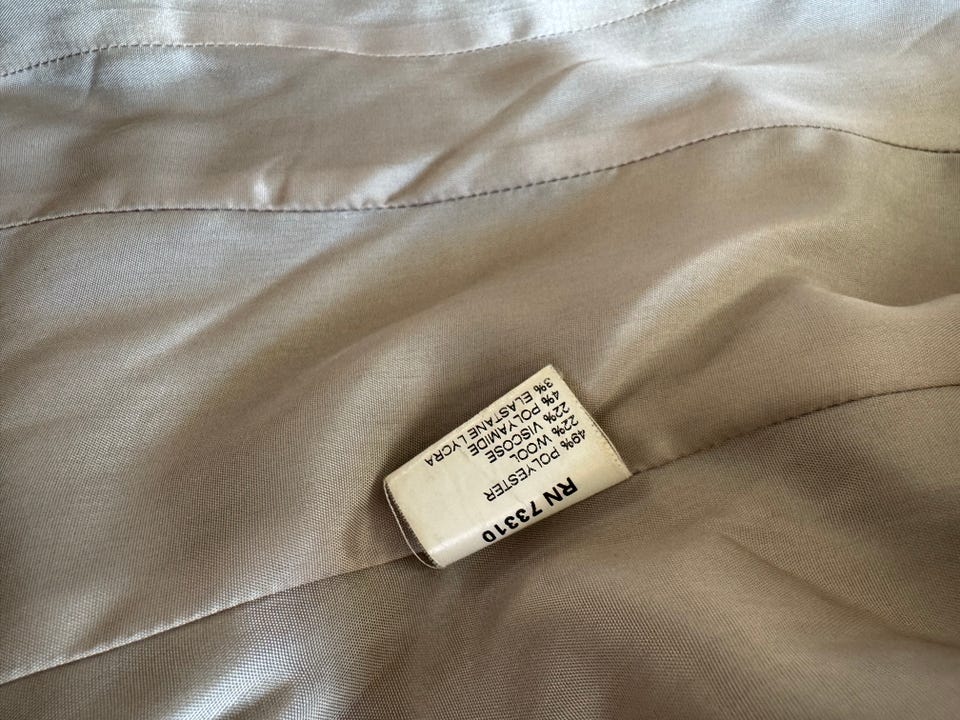 RN 73310
49% POLYESTER
22% WOOL
22% VISCOSE
4% POLYAMIDE
3% ELASTANE LYCRA